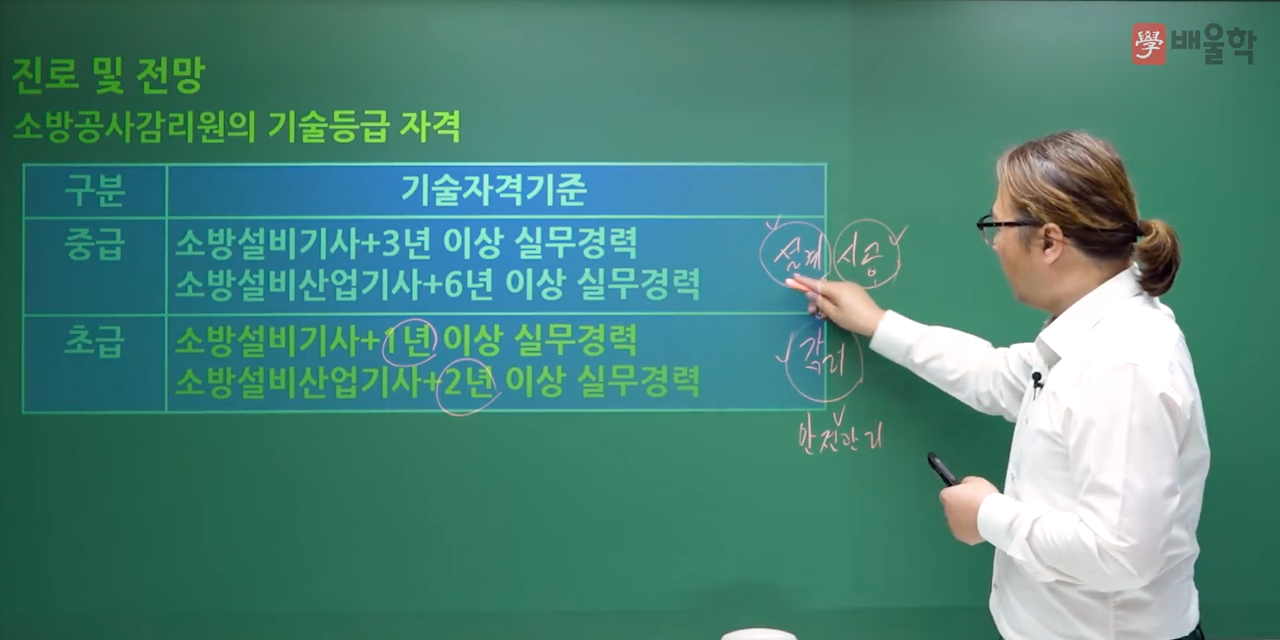 學 배울학
진로 및 전망
소방공사감리원의 기술등급 자격
구분 기술자격기준
중급 소방설비기사+3년 이상 실무경력
소방설비산업기사+6년 이상 실무경력
초급 소방설비기사+1년 이상 실무경력
소방설비산업기사+2년 이상 실무경력
설계 시공
감리
안전관리